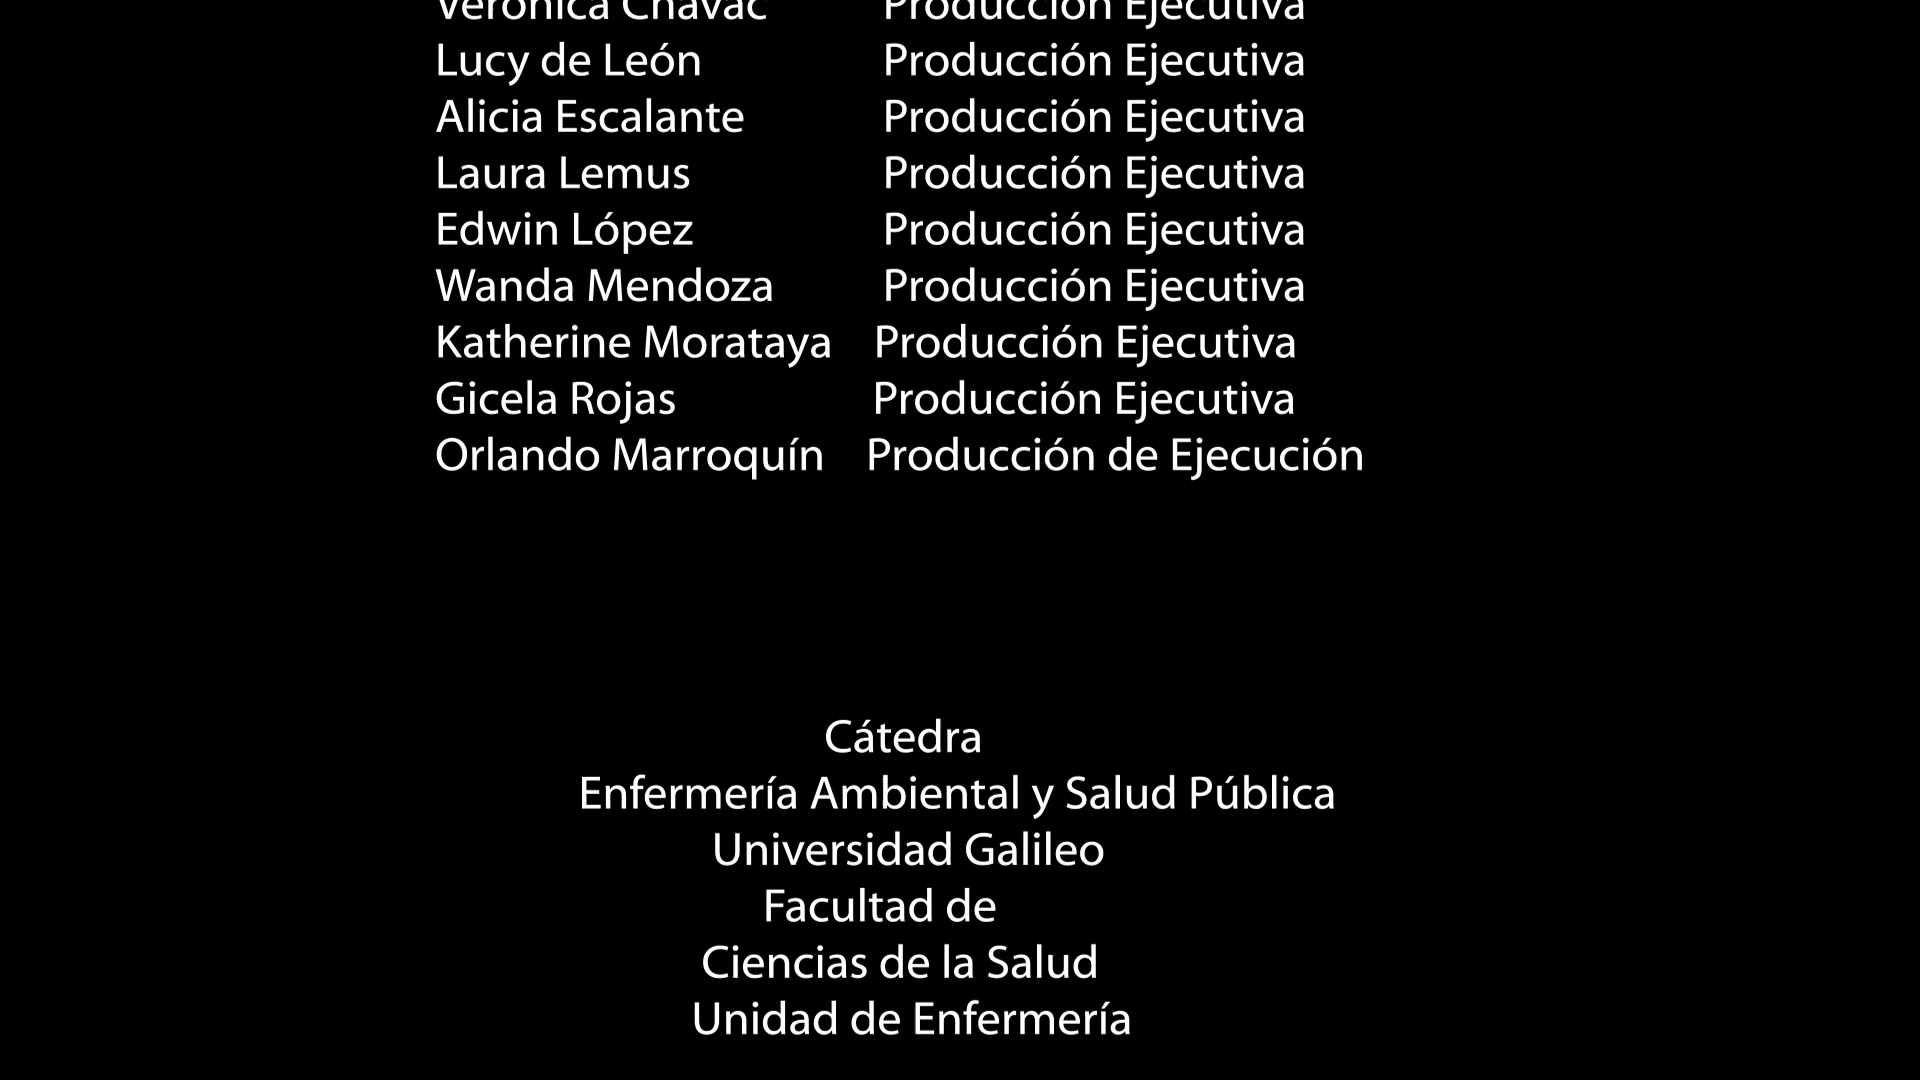 Verónica Chavac Producción Ejecutiva
Lucy de León Producción Ejecutiva
Alicia Escalante Producción Ejecutiva
Laura Lemus Producción Ejecutiva
Edwin López Producción Ejecutiva
Wanda Mendoza Producción Ejecutiva
Katherine Morataya Producción Ejecutiva
Gicela Rojas Producción Ejecutiva
Orlando Marroquín Producción de Ejecución
Cátedra
Enfermería Ambiental y Salud Pública
Universidad Galileo
Facultad de
Ciencias de la Salud
Unidad de Enfermería